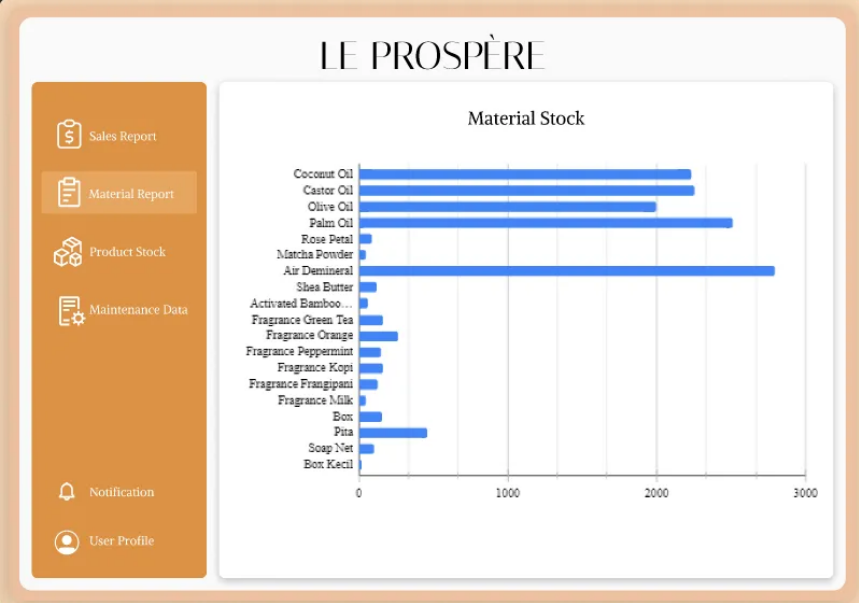 LE PROSPÈRE
Sales Report
Material Report
Product Stock
Maintenance Data
Notification
User Profile
Material Stock
Coconut Oil
Castor Oil
Olive Oil
Palm Oil
Rose Petal
Matcha Powder
Air Demineral
Shea Butter
Activated Bamboo...
Fragrance Green Tea
Fragrance Orange
Fragrance Peppermint
Fragrance Kopi
Fragrance Frangipani
Fragrance Milk
Box
Pita
Soap Net
Box Kecil
0 1000 2000 3000